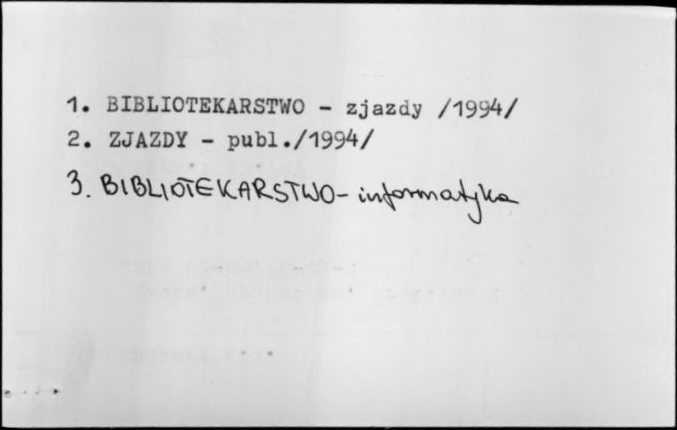 1. BIBLIOTEKARSTWO - zjazdy /1994/
2. ZJAZDY - publ./1994/
3. BIBLIOTEKARSTWO - informatyka